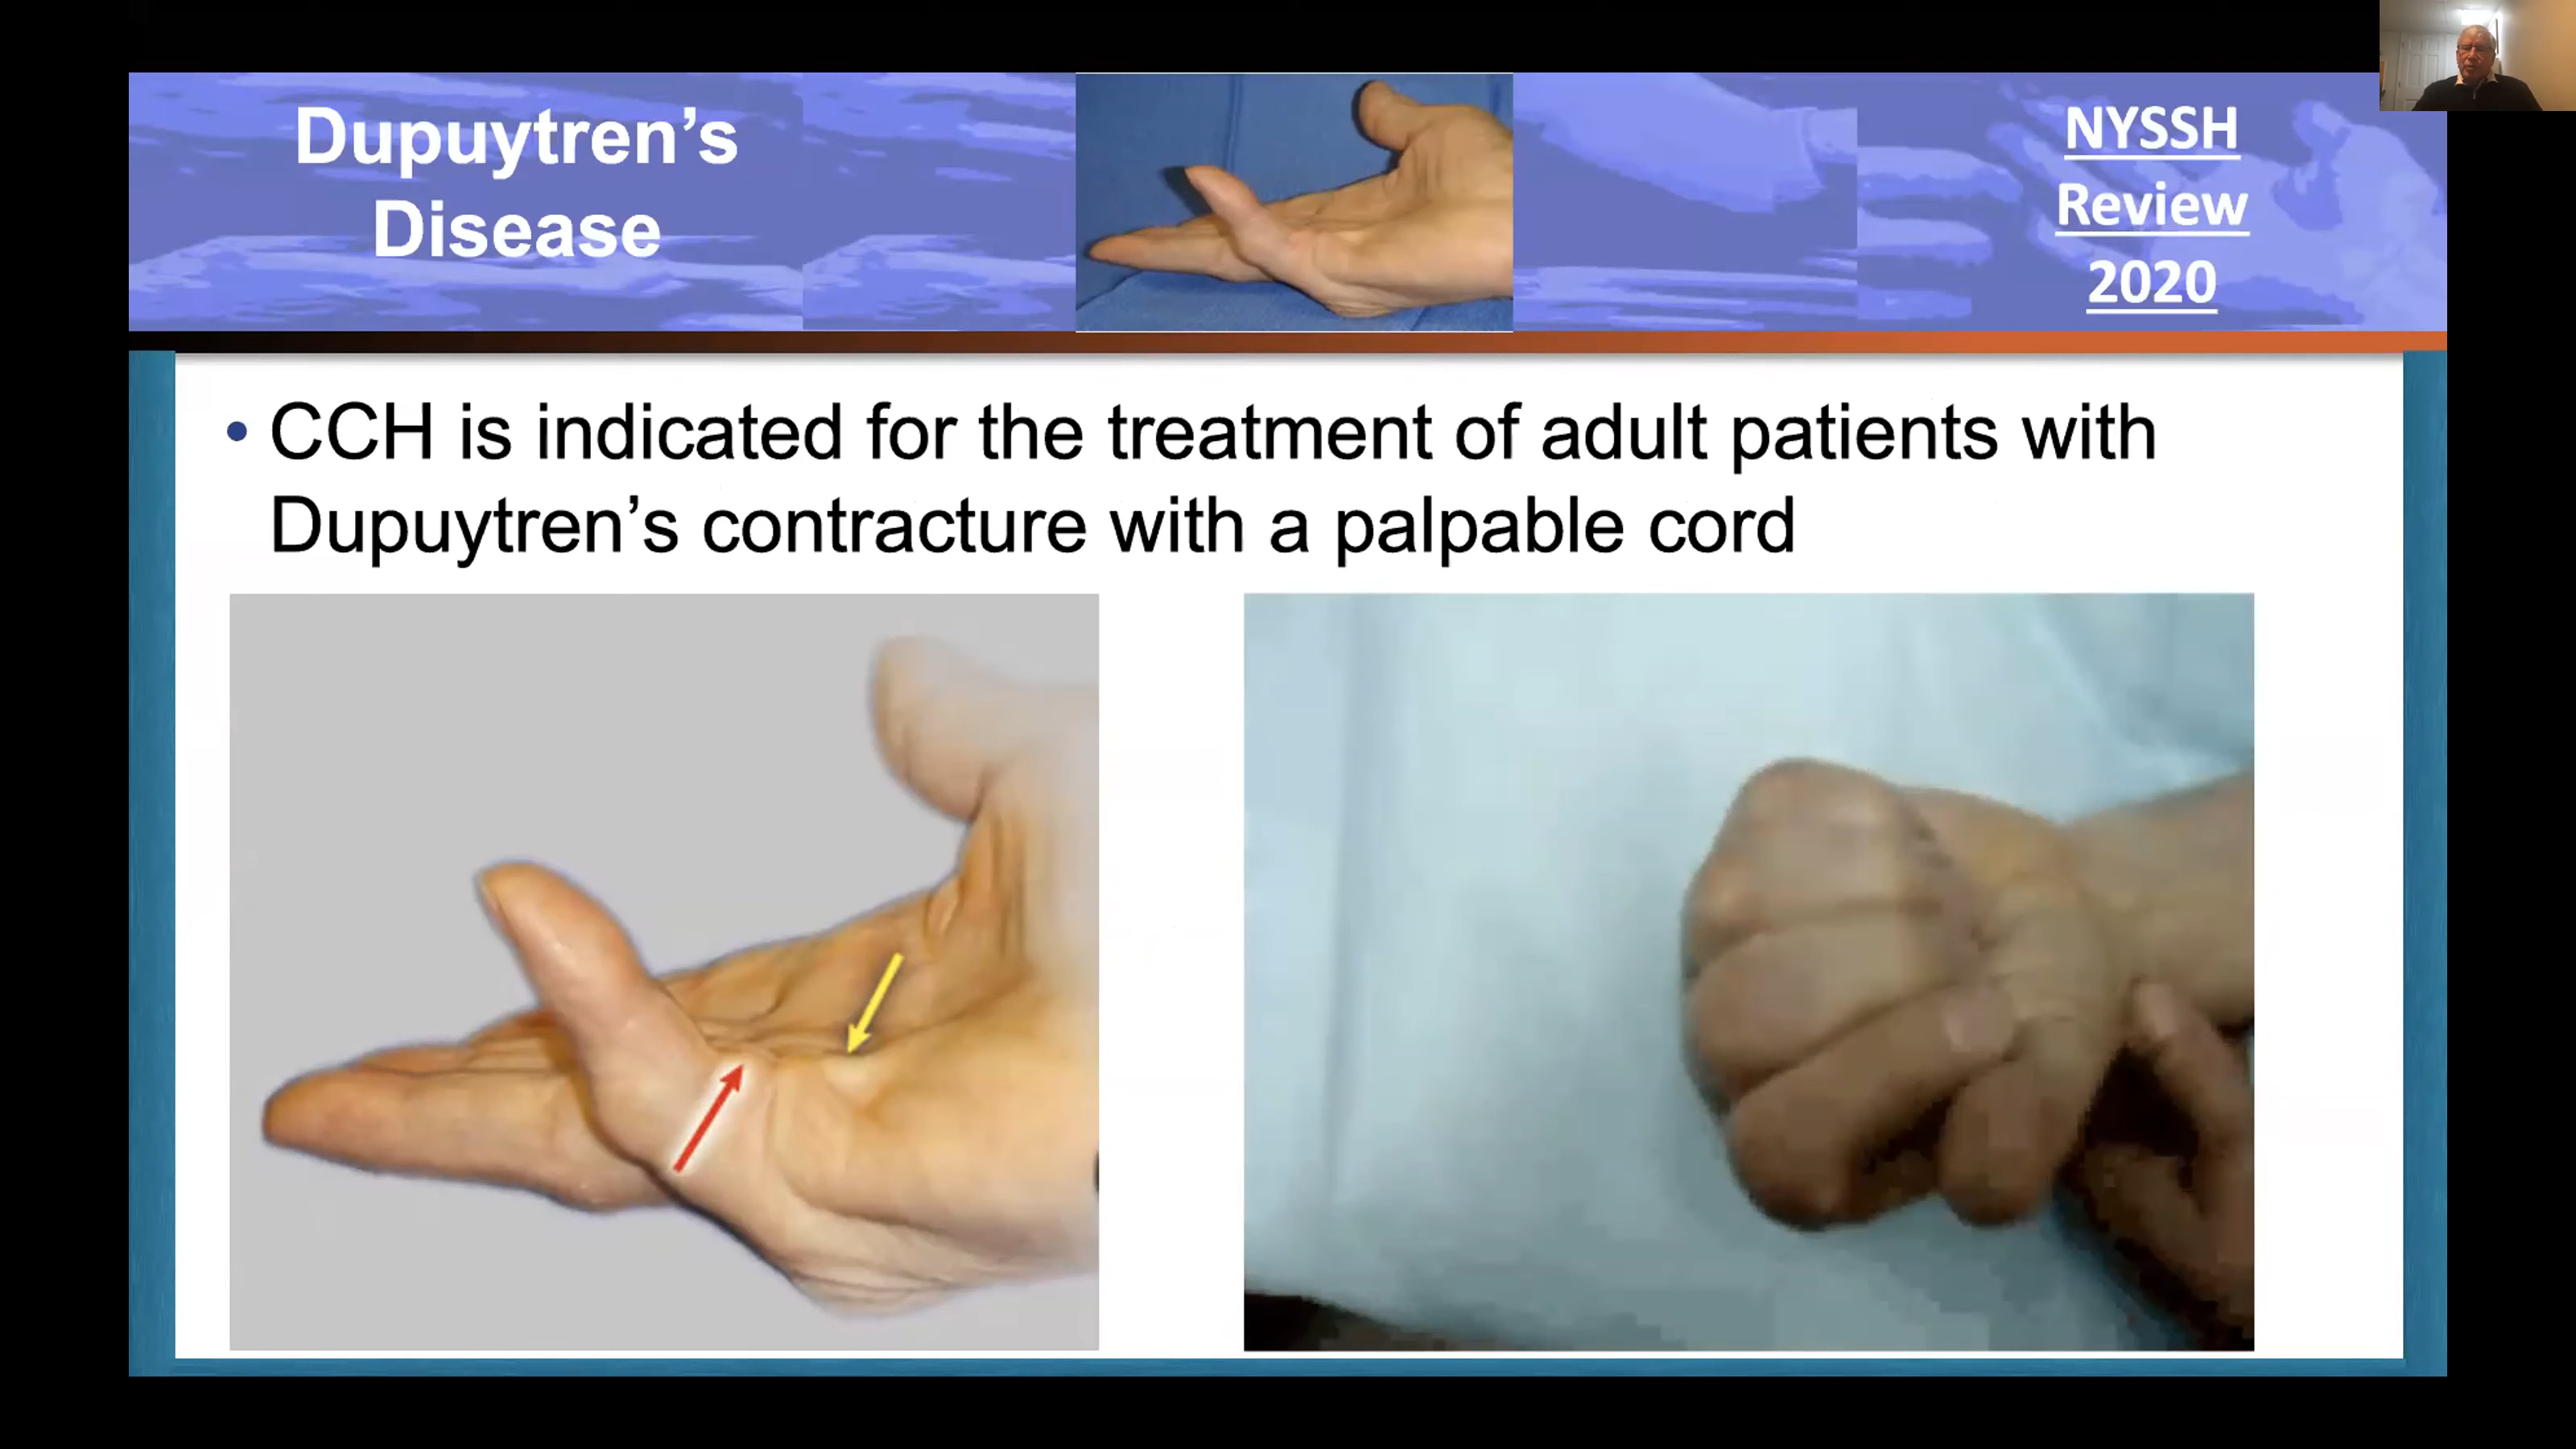 Dupuytren's
Disease
NYSSH
Review
2020
• CCH is indicated for the treatment of adult patients with
Dupuytren's contracture with a palpable cord